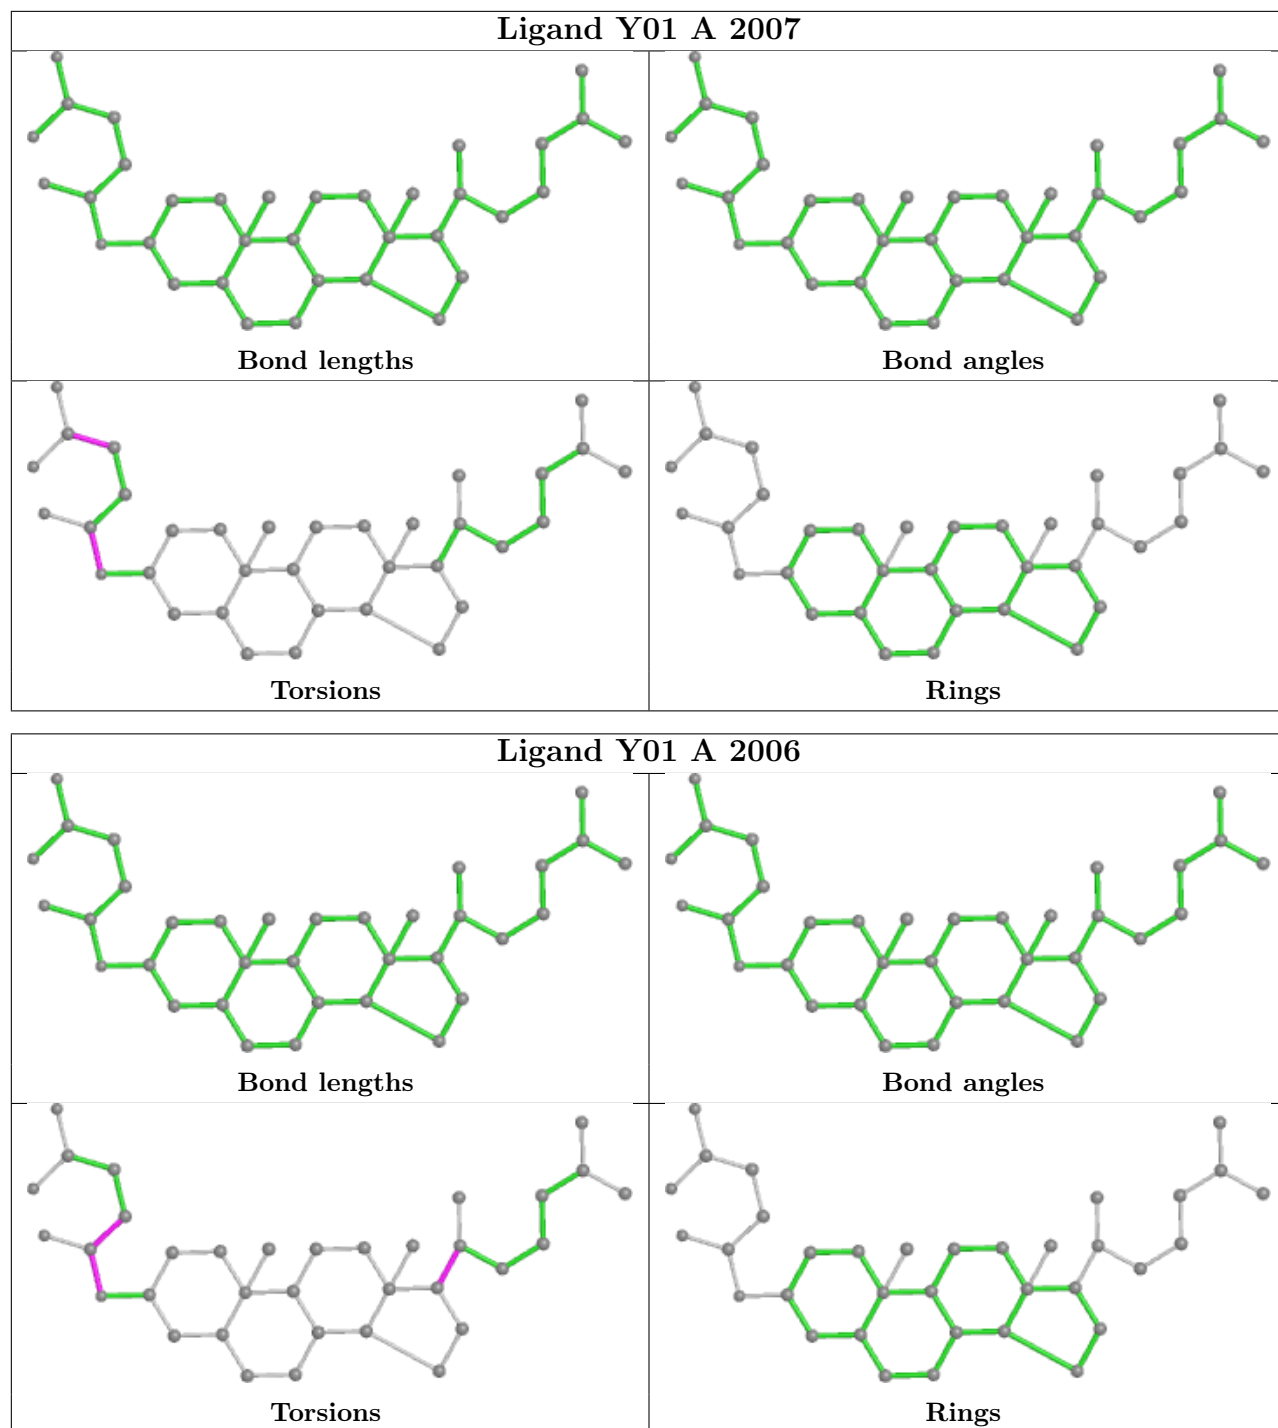 Ligand Y01 A 2007
Bond lengths
Bond angles
Torsions
Rings
Ligand Y01 A 2006
Bond lengths
Bond angles
Torsions
Rings